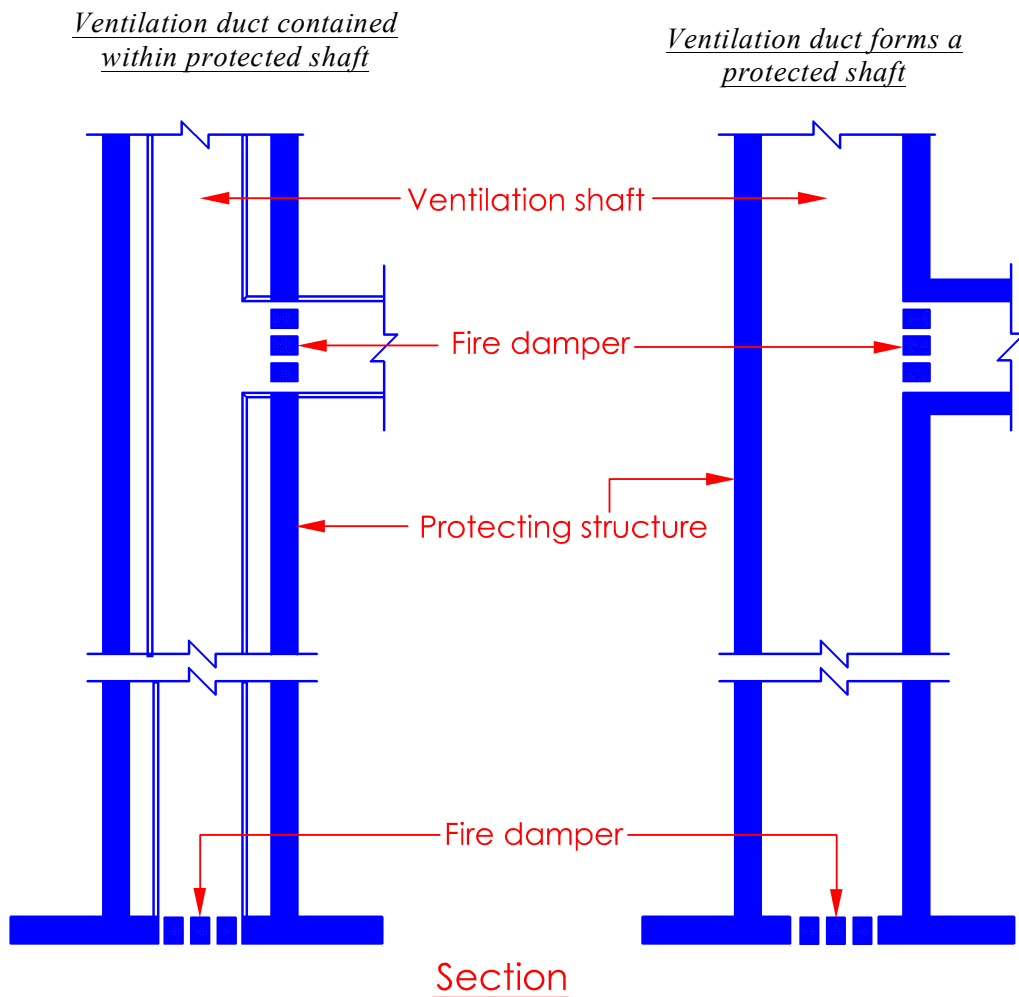 Ventilation duct contained
within protected shaft
Ventilation duct forms a
protected shaft
Ventilation shaft
Fire damper
Protecting structure
Fire damper
Section